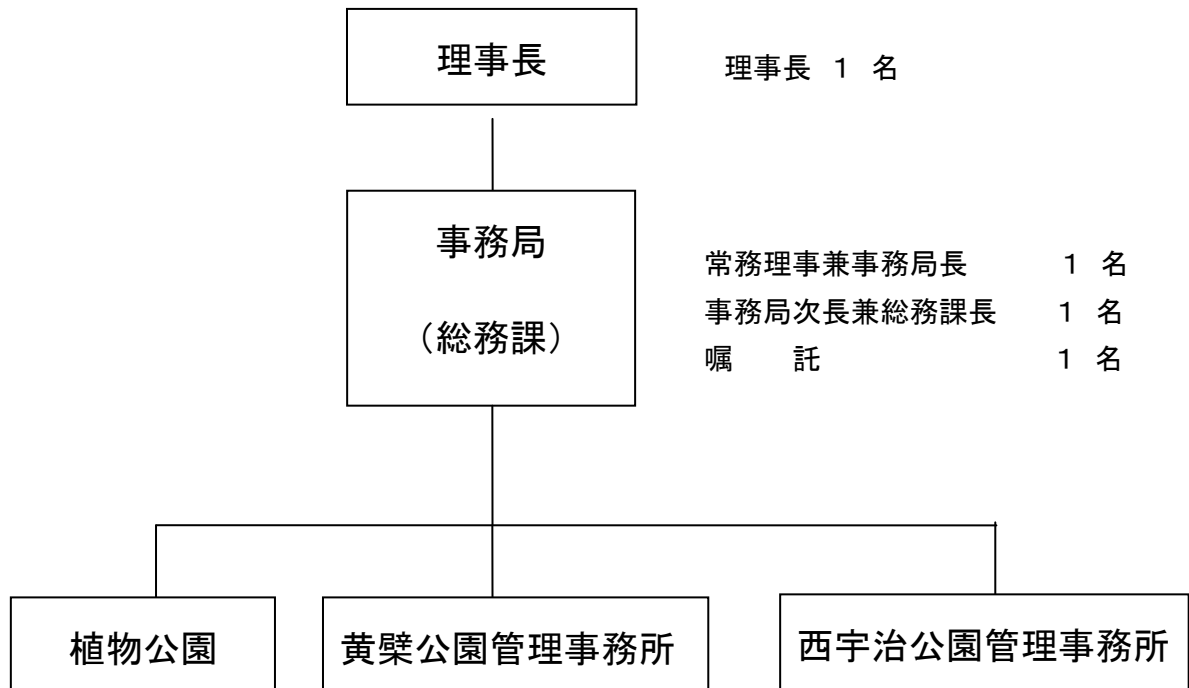 理事長
理事長 1 名
事務局
(総務課)
常務理事兼事務局長 1 名
事務局次長兼総務課長 1 名
嘱 託 1 名
植物公園
黄檗公園管理事務所
西宇治公園管理事務所